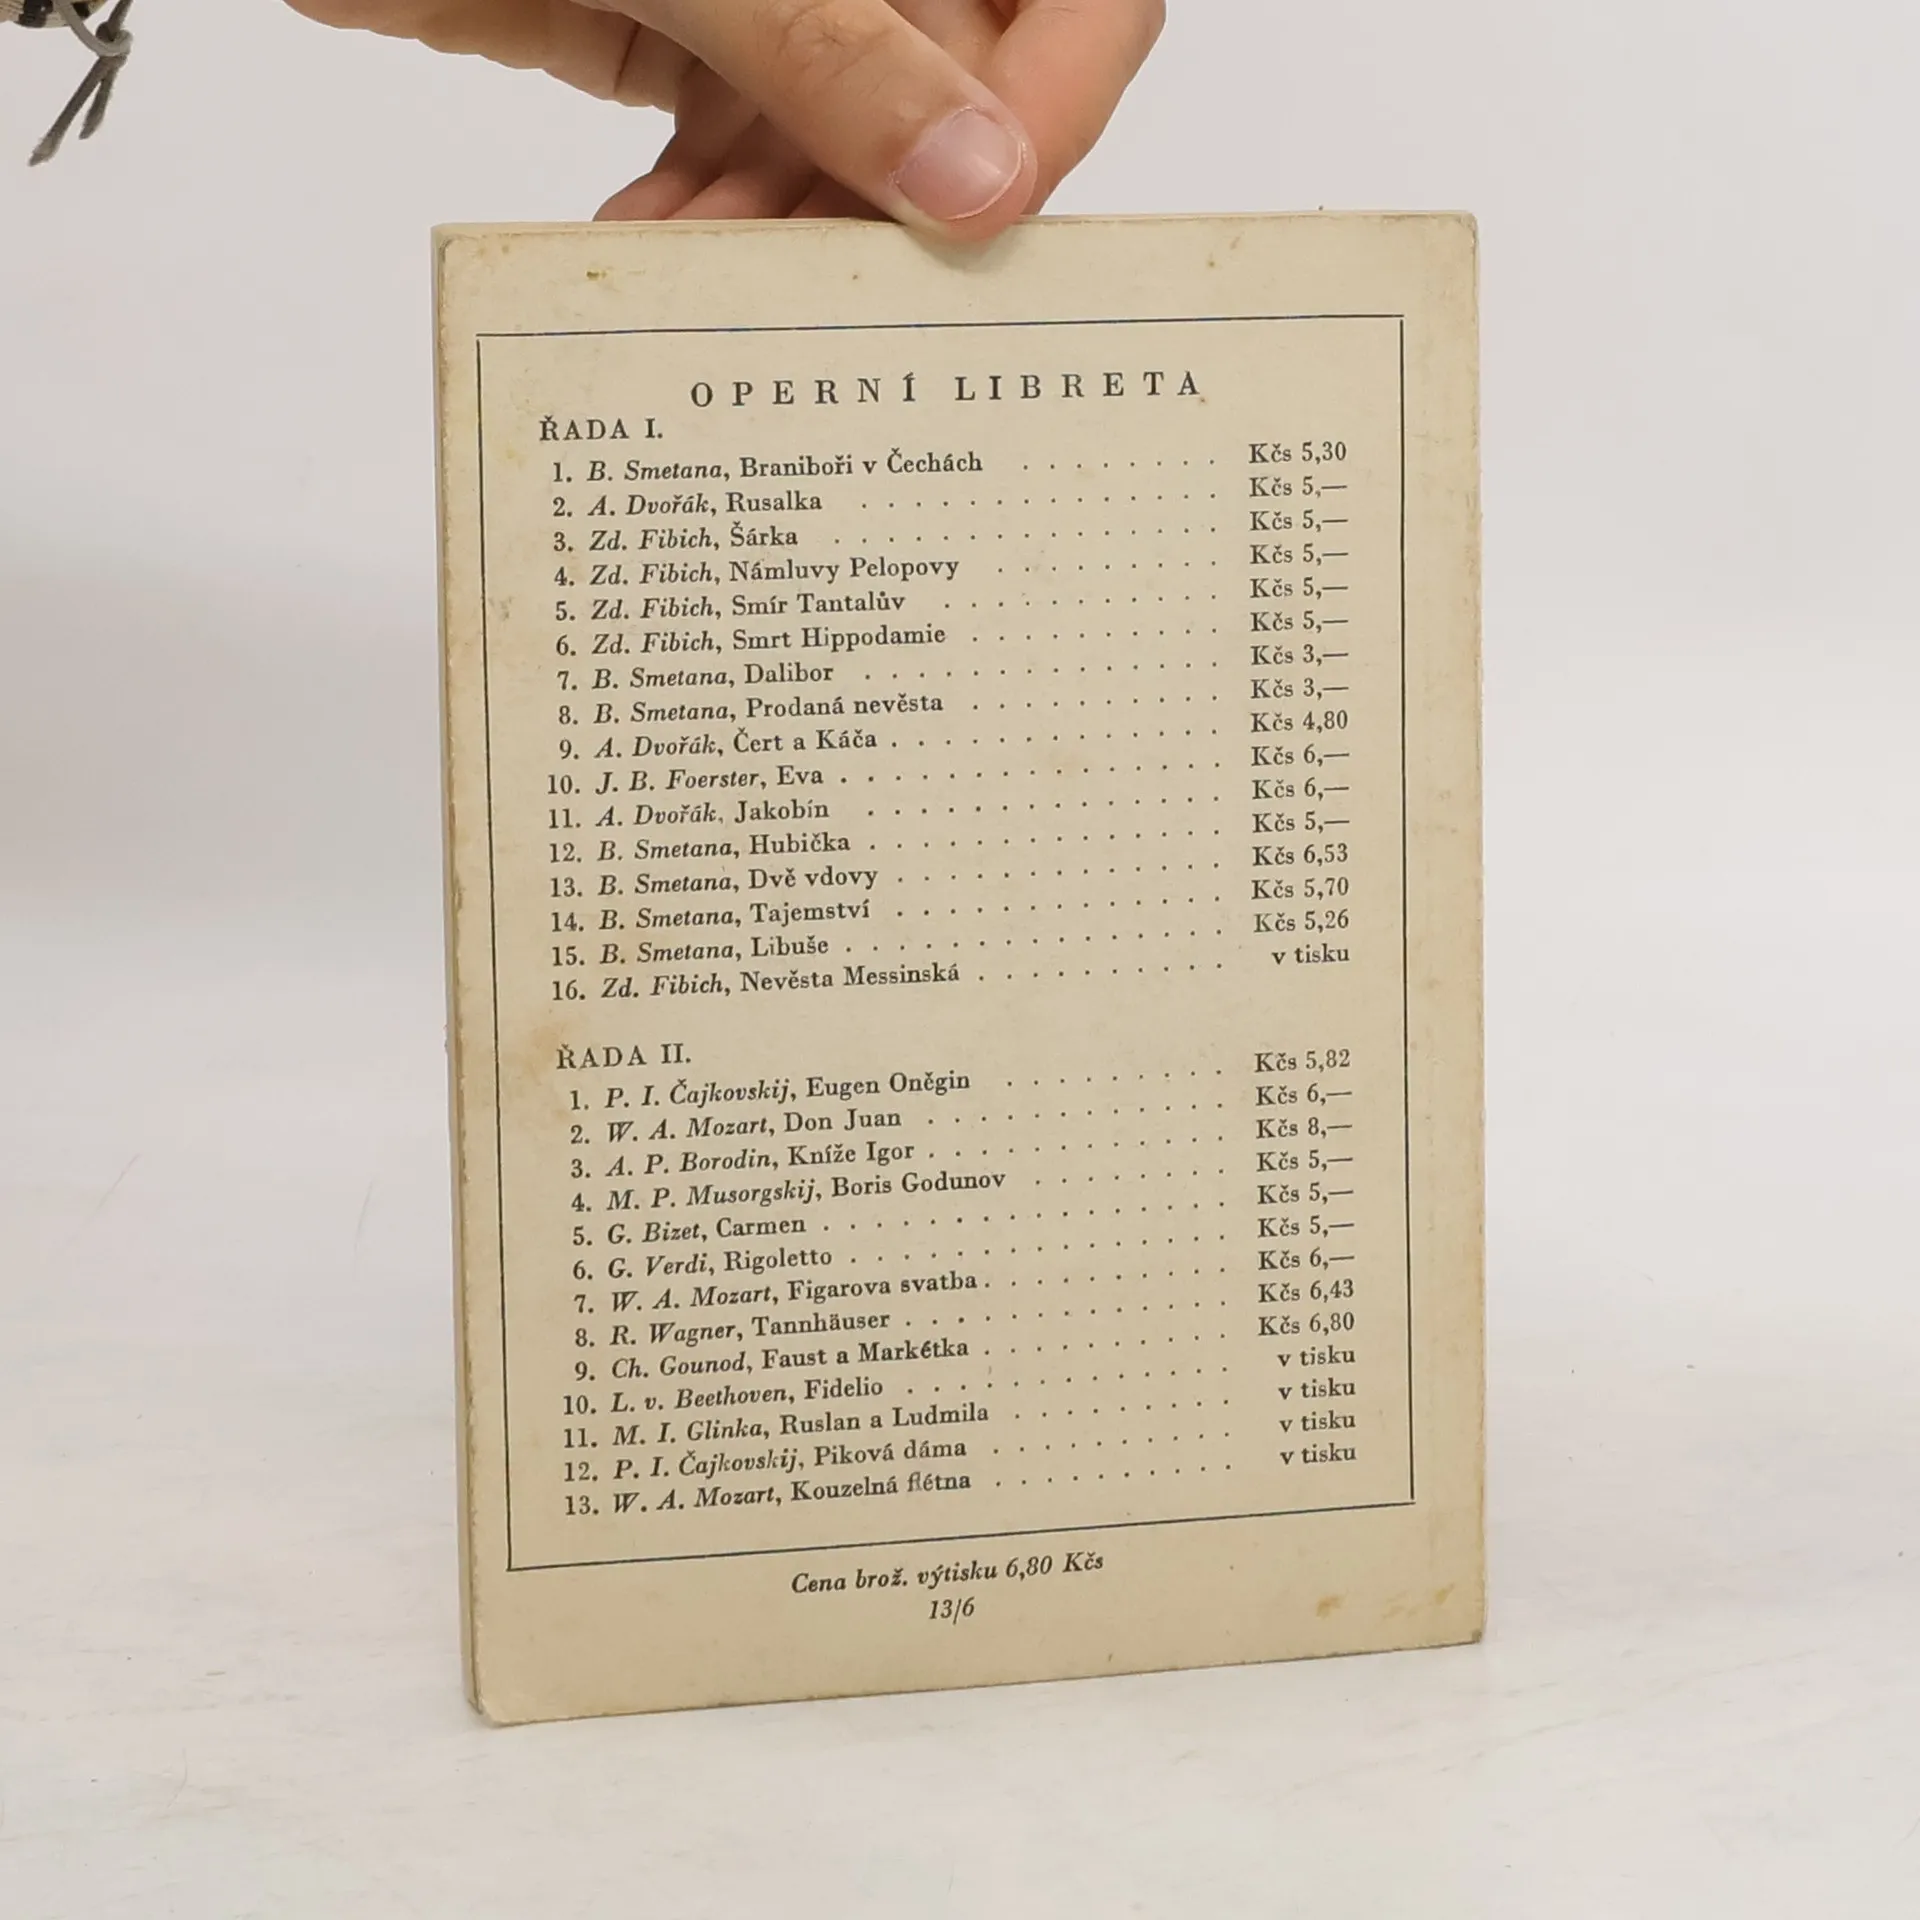 OPERNÍ LIBRETA
ŘADA I.
1. B. Smetana, Braniboři v Čechách . . . . . . . . Kčs 5,30
2. A. Dvořák, Rusalka . . . . . . . . . . . . . . Kčs 5,—
3. Zd. Fibich, Šárka . . . . . . . . . . . . . . . Kčs 5,—
4. Zd. Fibich, Námluvy Pelopovy . . . . . . . . . Kčs 5,—
5. Zd. Fibich, Smír Tantalův . . . . . . . . . . . Kčs 5,—
6. Zd. Fibich, Smrt Hippodamie . . . . . . . . . . Kčs 5,—
7. B. Smetana, Dalibor . . . . . . . . . . . . . . Kčs 3,—
8. B. Smetana, Prodaná nevěsta . . . . . . . . . . Kčs 3,—
9. A. Dvořák, Čert a Káča . . . . . . . . . . . . . Kčs 4,80
10. J. B. Foerster, Eva . . . . . . . . . . . . . . . Kčs 6,—
11. A. Dvořák, Jakobín . . . . . . . . . . . . . . Kčs 6,—
12. B. Smetana, Hubička . . . . . . . . . . . . . . Kčs 5,—
13. B. Smetana, Dvě vdovy . . . . . . . . . . . . . Kčs 6,53
14. B. Smetana, Tajemství . . . . . . . . . . . . . Kčs 5,70
15. B. Smetana, Libuše . . . . . . . . . . . . . . . Kčs 5,26
16. Zd. Fibich, Nevěsta Messinská . . . . . . . . . . v tisku
ŘADA II.
1. P. I. Čajkovskij, Eugen Oněgin . . . . . . . . . Kčs 5,82
2. W. A. Mozart, Don Juan . . . . . . . . . . . . Kčs 6,—
3. A. P. Borodin, Kníže Igor . . . . . . . . . . . . Kčs 8,—
4. M. P. Musorgskij, Boris Godunov . . . . . . . . Kčs 5,—
5. G. Bizet, Carmen . . . . . . . . . . . . . . . . Kčs 5,—
6. G. Verdi, Rigoletto . . . . . . . . . . . . . . . Kčs 5,—
7. W. A. Mozart, Figarova svatba . . . . . . . . . . Kčs 6,—
8. R. Wagner, Tannhäuser . . . . . . . . . . . . . Kčs 6,43
9. Ch. Gounod, Faust a Markétka . . . . . . . . . . Kčs 6,80
10. L. v. Beethoven, Fidelio . . . . . . . . . . . . . v tisku
11. M. I. Glinka, Ruslan a Ludmila . . . . . . . . . v tisku
12. P. I. Čajkovskij, Piková dáma . . . . . . . . . . v tisku
13. W. A. Mozart, Kouzelná flétna . . . . . . . . . . v tisku
Cena brož. výtisku 6,80 Kčs
13/6